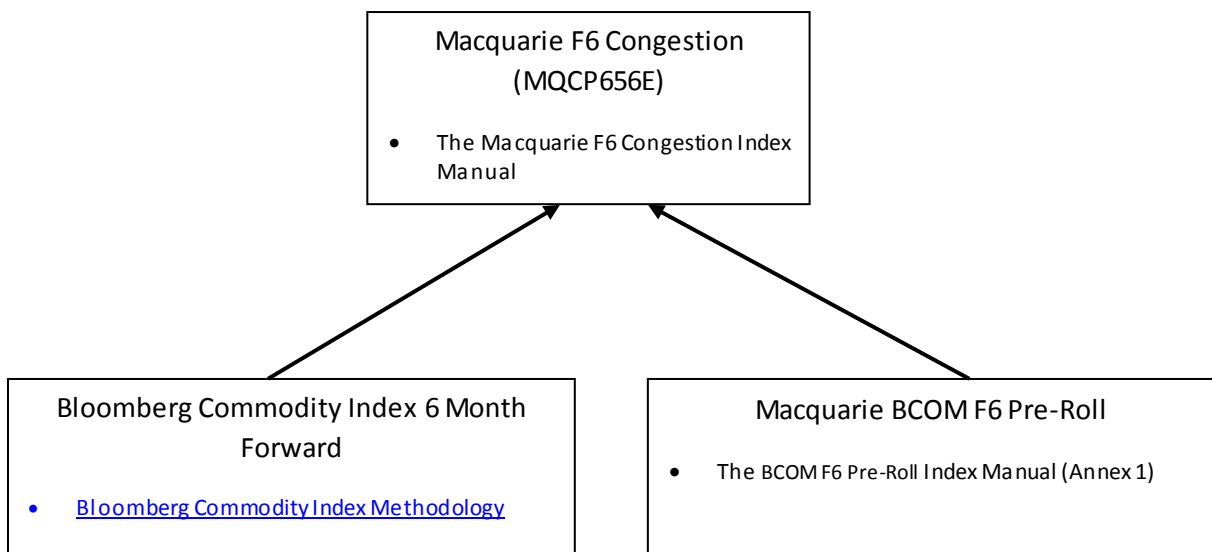 Macquarie F6 Congestion
(MQCP656E)
• The Macquarie F6 Congestion Index
Manual
Bloomberg Commodity Index 6 Month
Forward
• Bloomberg Commodity Index Methodology
Macquarie BCOM F6 Pre-Roll
• The BCOM F6 Pre-Roll Index Manual (Annex 1)